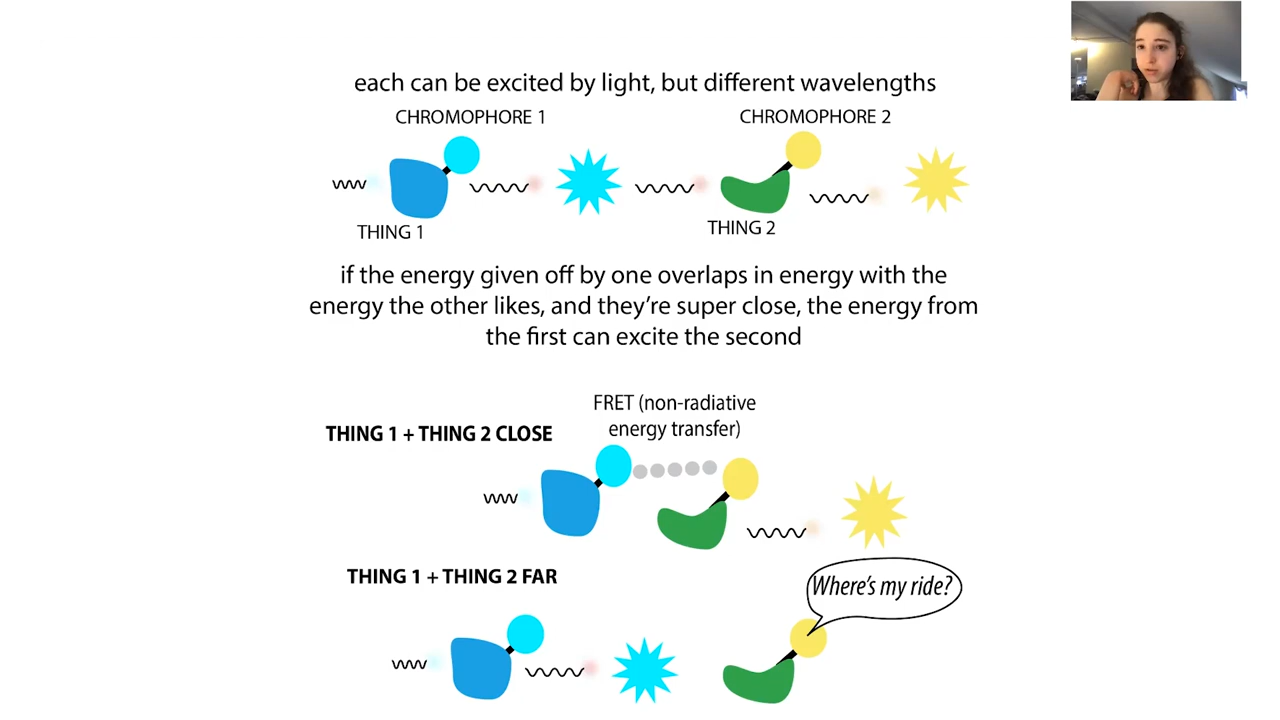 each can be excited by light, but different wavelengths
CHROMOPHORE 1
CHROMOPHORE 2
THING 1
THING 2
if the energy given off by one overlaps in energy with the
energy the other likes, and they’re super close, the energy from
the first can excite the second
FRET (non-radiative
energy transfer)
THING 1 + THING 2 CLOSE
THING 1 + THING 2 FAR
Where’s my ride?